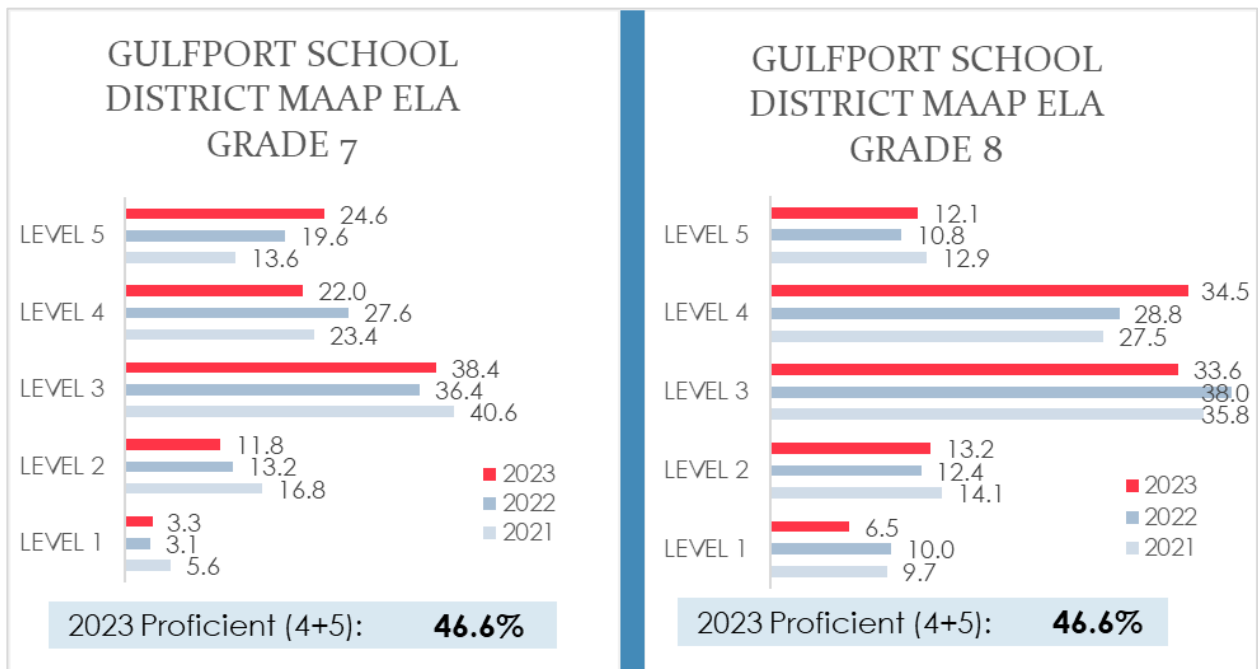 GULFPORT SCHOOL
DISTRICT MAAP ELA
GRADE 7
LEVEL 5
24.6
19.6
13.6
LEVEL 4
22.0
27.6
23.4
LEVEL 3
38.4
36.4
40.6
LEVEL 2
11.8
13.2
16.8
LEVEL 1
3.3
3.1
5.6
2023
2022
2021
2023 Proficient (4+5): 46.6%
GULFPORT SCHOOL
DISTRICT MAAP ELA
GRADE 8
LEVEL 5
12.1
10.8
12.9
LEVEL 4
34.5
28.8
27.5
LEVEL 3
33.6
38.0
35.8
LEVEL 2
13.2
12.4
14.1
LEVEL 1
6.5
10.0
9.7
2023
2022
2021
2023 Proficient (4+5): 46.6%